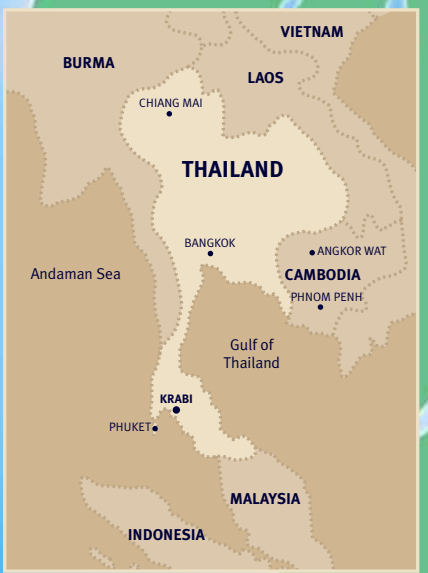 VIETNAM
BURMA
LAOS
CHIANG MAI
THAILAND
BANGKOK
ANGKOR WAT
Andaman Sea
CAMBODIA
PHNOM PENH
Gulf of
Thailand
KRABI
PHUKET
MALAYSIA
INDONESIA